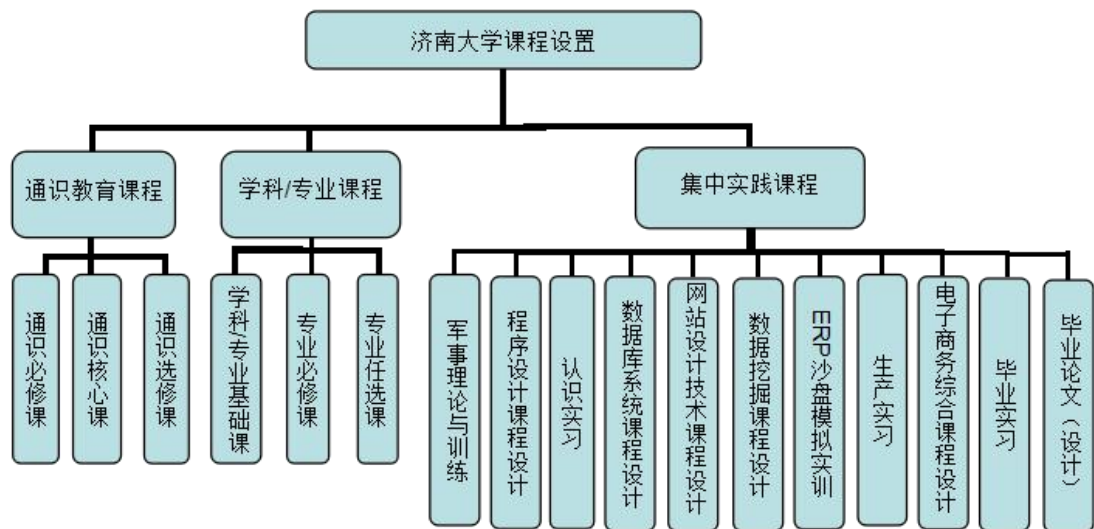 济南大学课程设置
通识教育课程
学科/专业课程
集中实践课程
通识必修课
通识核心课
通识选修课
学科/专业基础课
专业必修课
专业任选课
军事理论与训练
程序设计课程设计
认识实习
数据库系统课程设计
网站设计技术课程设计
数据挖掘课程设计
ERP沙盘模拟实训
生产实习
电子商务综合课程设计
毕业实习
毕业论文（设计）